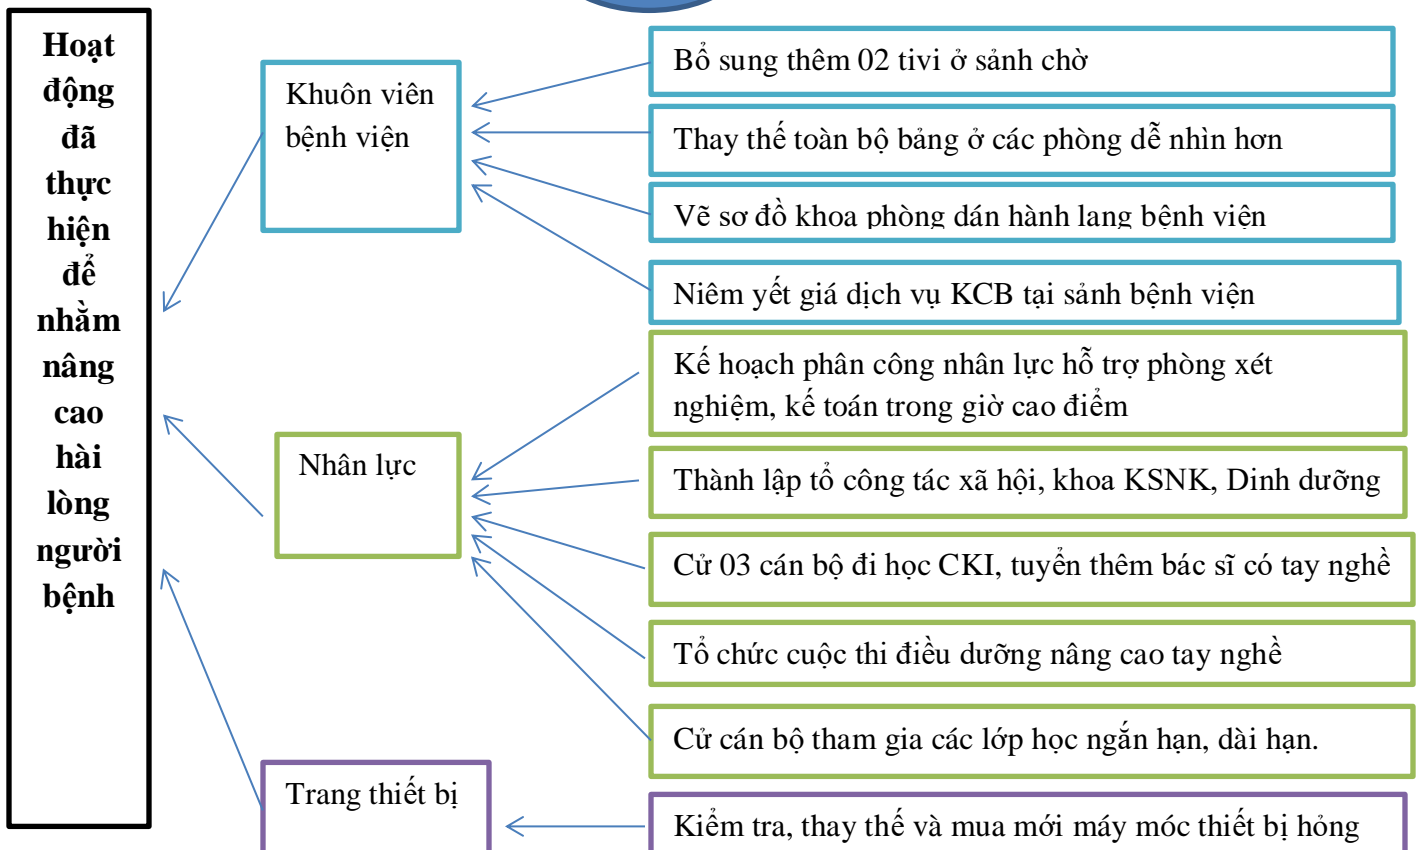 Hoạt
động
đã
thực
hiện
để
nhằm
nâng
cao
hài
lòng
người
bệnh
Khuôn viên
bệnh viện
Bổ sung thêm 02 tivi ở sảnh chờ
Thay thế toàn bộ bảng ở các phòng dễ nhìn hơn
Vẽ sơ đồ khoa phòng dán hành lang bệnh viện
Niêm yết giá dịch vụ KCB tại sảnh bệnh viện
Nhân lực
Kế hoạch phân công nhân lực hỗ trợ phòng xét
nghiệm, kế toán trong giờ cao điểm
Thành lập tổ công tác xã hội, khoa KSNK, Dinh dưỡng
Cử 03 cán bộ đi học CKI, tuyển thêm bác sĩ có tay nghề
Tổ chức cuộc thi điều dưỡng nâng cao tay nghề
Cử cán bộ tham gia các lớp học ngắn hạn, dài hạn.
Trang thiết bị
Kiểm tra, thay thế và mua mới máy móc thiết bị hỏng